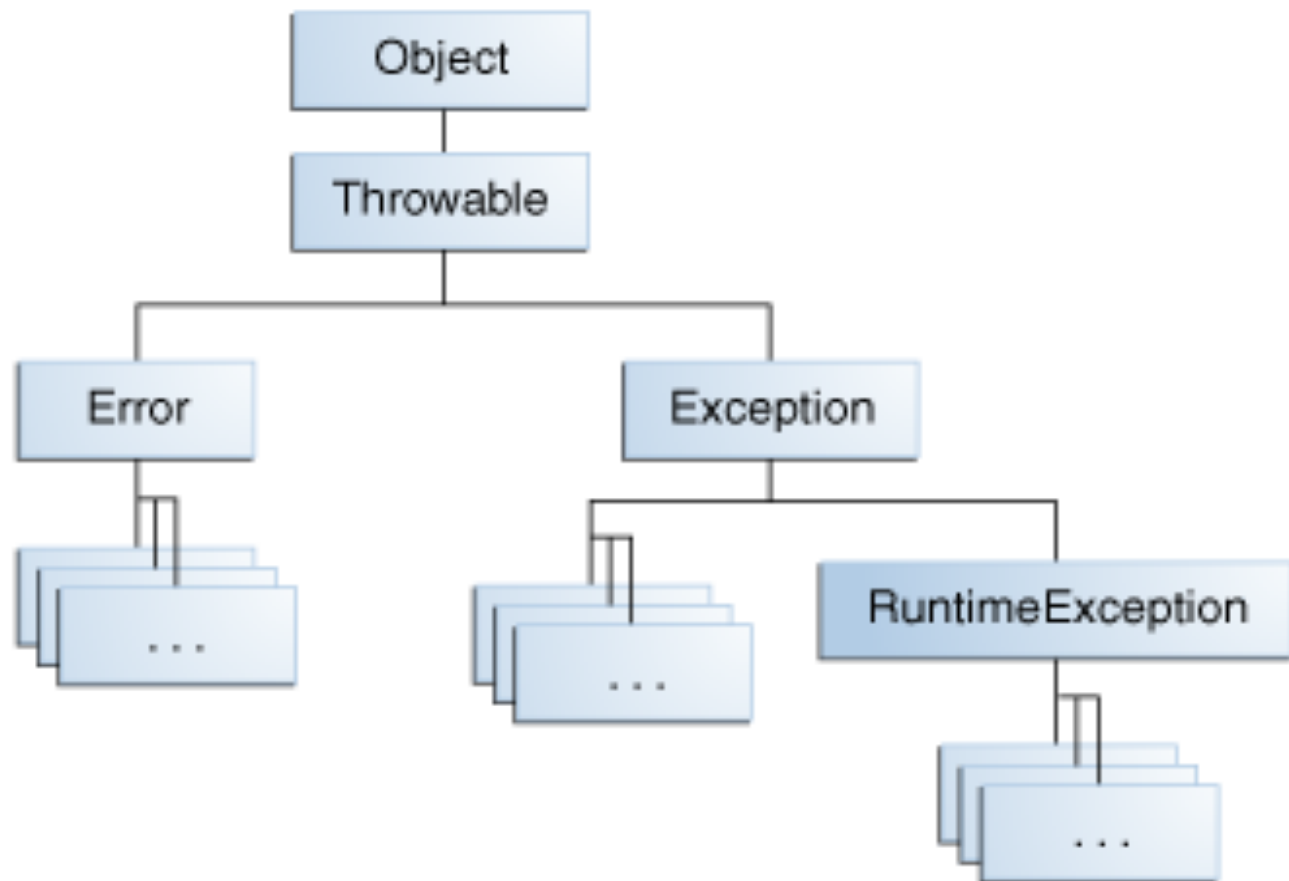 Object
Throwable
Error
Exception
RuntimeException
...
...
...